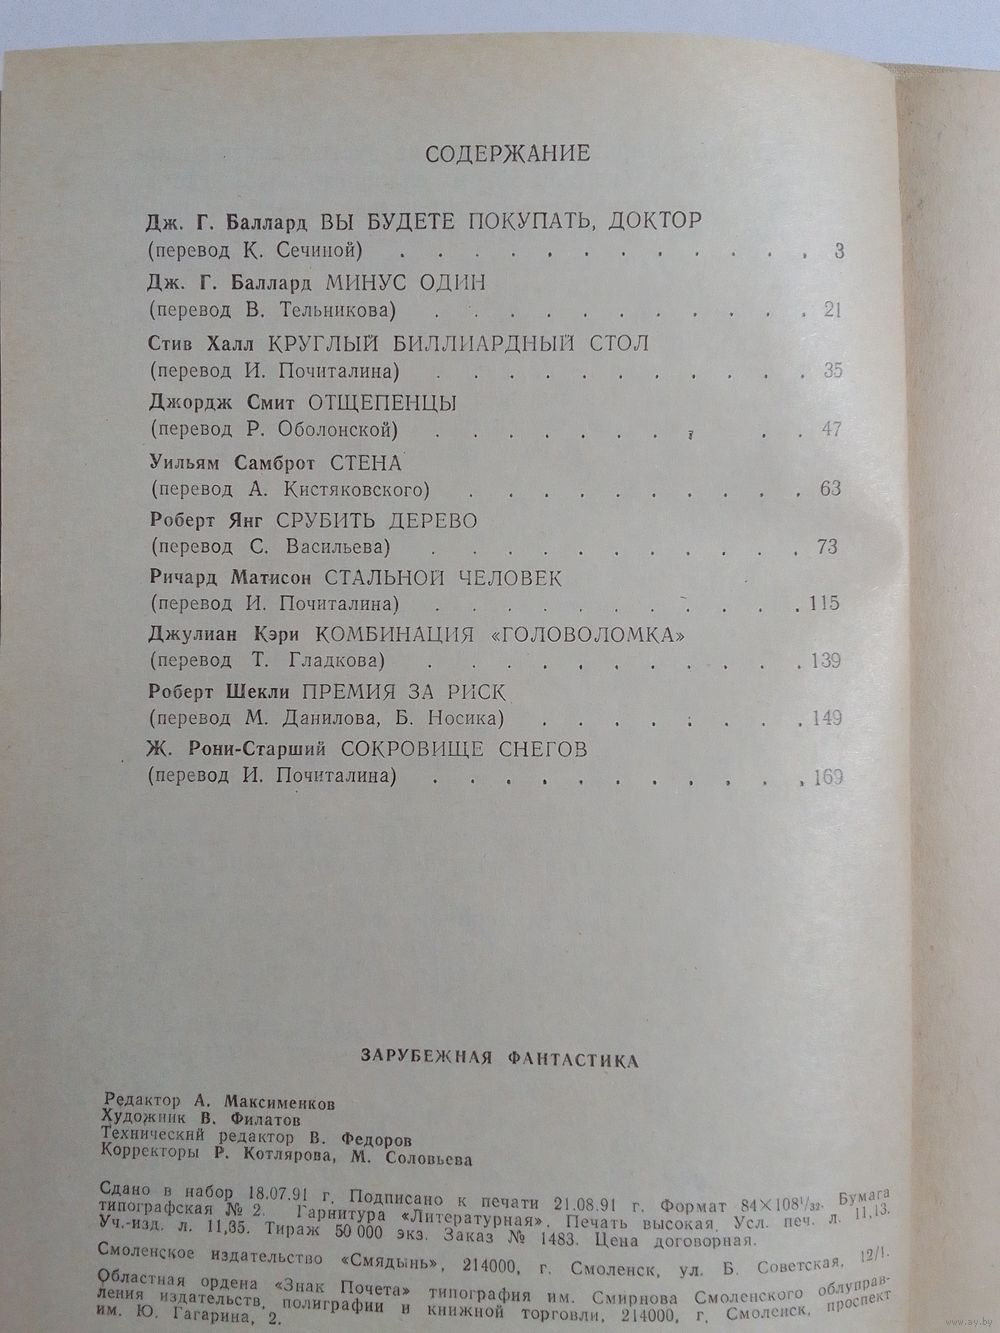 СОДЕРЖАНИЕ
Дж. Г. Баллард ВЫ БУДЕТЕ ПОКУПАТЬ, ДОКТОР
(перевод К. Сечиной) . . . . . . . . . . . . 3
Дж. Г. Баллард МИНУС ОДИН
(перевод В. Тельникова) . . . . . . . . . . . 21
Стив Халл КРУГЛЫЙ БИЛЛИАРДНЫЙ СТОЛ
(перевод И. Почиталина) . . . . . . . . . . . 35
Джордж Смит ОТЩЕПЕНЦЫ
(перевод Р. Оболонской) . . . . . . . . . . 47
Уильям Самброт СТЕНА
(перевод А. Кистяковского) . . . . . . . . . . 63
Роберт Янг СРУБИТЬ ДЕРЕВО
(перевод С. Васильева) . . . . . . . . . . . 73
Ричард Матисон СТАЛЬНОЙ ЧЕЛОВЕК
(перевод И. Почиталина) . . . . . . . . . . . 115
Джулиан Кэри КОМБИНАЦИЯ «ГОЛОВОЛОМКА»
(перевод Т. Гладкова) . . . . . . . . . . . 139
Роберт Шекли ПРЕМИЯ ЗА РИСК
(перевод М. Данилова, Б. Носика) . . . . . . . . 149
Ж. Рони-Старший СОКРОВИЩЕ СНЕГОВ
(перевод И. Почиталина) . . . . . . . . . . . 169
ЗАРУБЕЖНАЯ ФАНТАСТИКА
Редактор А. Максименков
Художник В. Филатов
Технический редактор В. Федоров
Корректоры Р. Котлярова, М. Соловьева
Сдано в набор 18.07.91 г. Подписано к печати 21.08.91 г. Формат 84×108¹/₃₂. Бумага
типографская № 2. Гарнитура «Литературная». Печать высокая. Усл. печ. л. 11,13.
Уч.-изд. л. 11,35. Тираж 50 000 экз. Заказ № 1483. Цена договорная.
Смоленское издательство «Смядынь», 214000, г. Смоленск, ул. Б. Советская, 12/1.
Областная ордена «Знак Почета» типография им. Смирнова Смоленского облуправ-
ления издательств, полиграфии и книжной торговли, 214000, г. Смоленск, проспект
им. Ю. Гагарина, 2.
www.ay.by